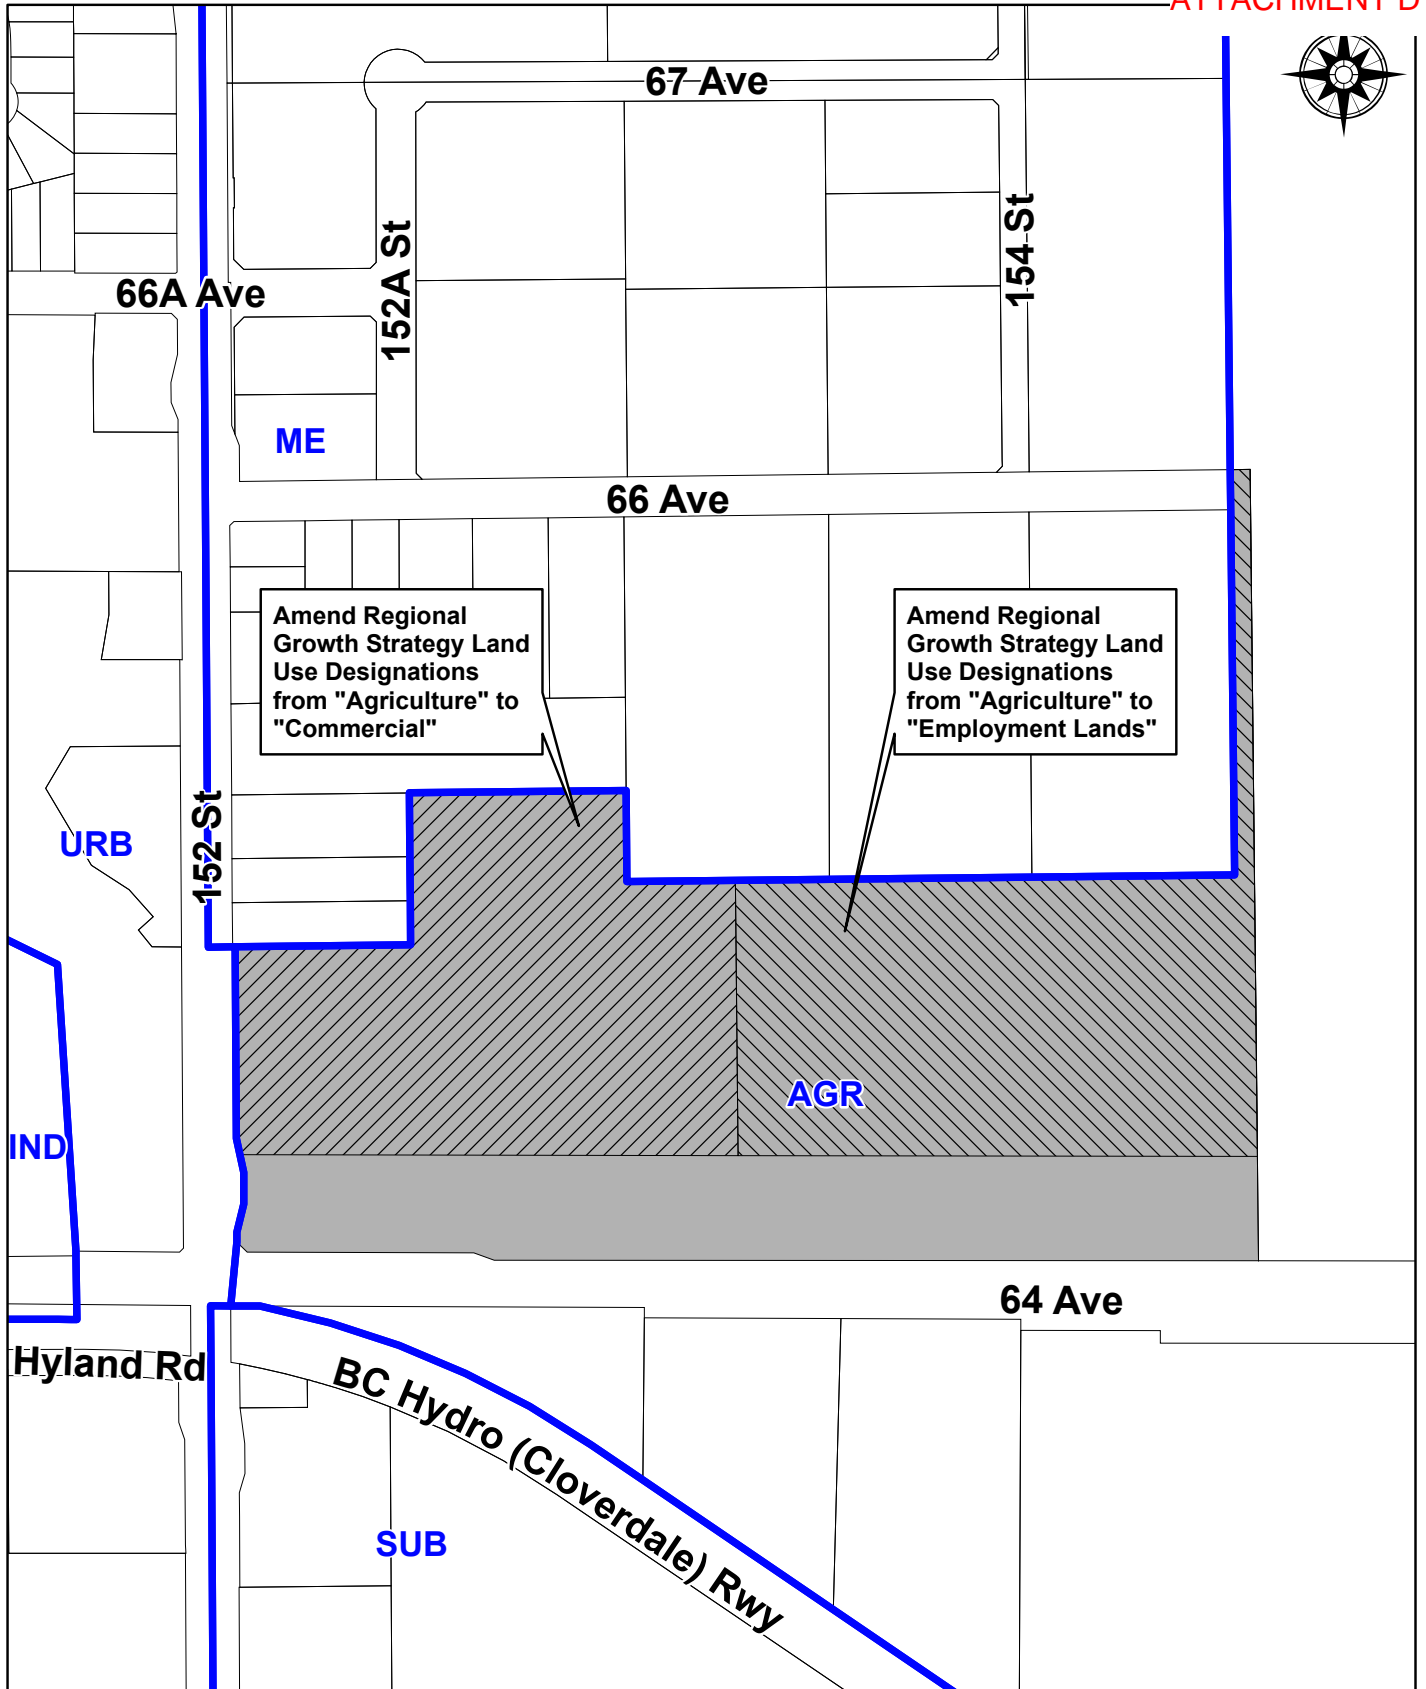 ATTACHMENT D
67 Ave
152A St
154 St
66A Ave
ME
66 Ave
Amend Regional
Growth Strategy Land
Use Designations
from "Agriculture" to
"Commercial"
Amend Regional
Growth Strategy Land
Use Designations
from "Agriculture" to
"Employment Lands"
152 St
URB
AGR
IND
64 Ave
Hyland Rd
BC Hydro (Cloverdale) Rwy
SUB